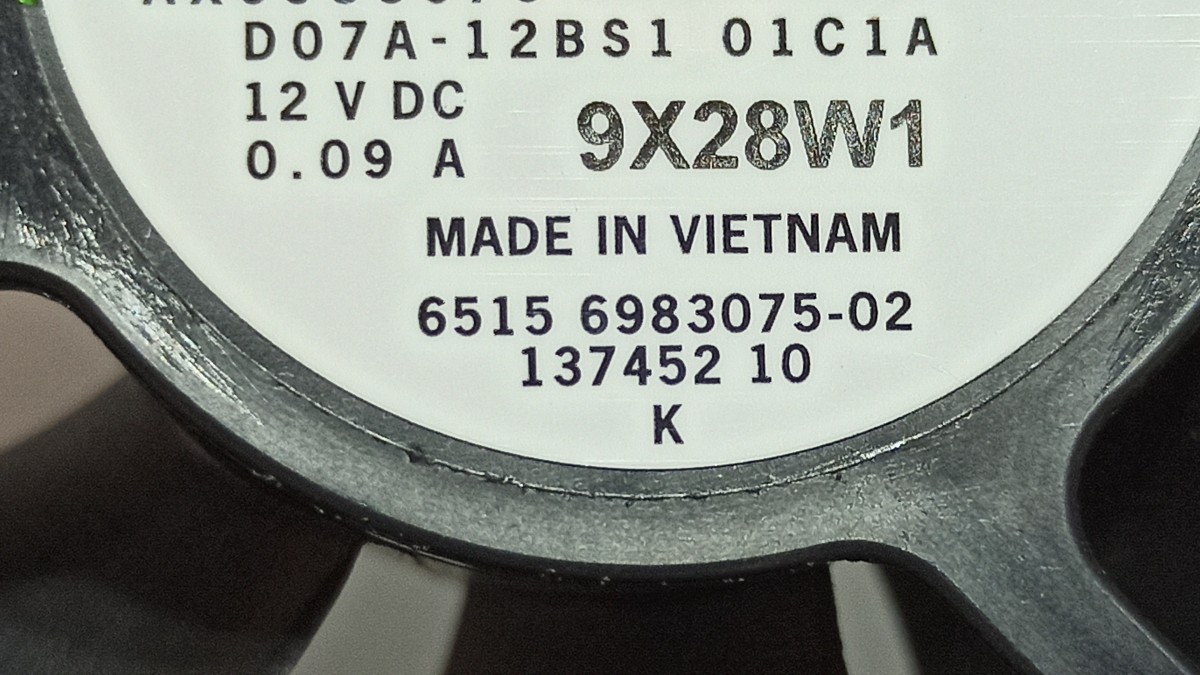 D07A-12BS1 01C1A
12 V DC
0.09 A
9X28W1
MADE IN VIETNAM
6515 6983075-02
137452 10
K